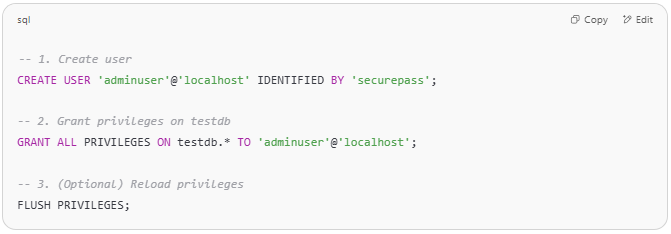 sql
Copy Edit
-- 1. Create user
CREATE USER 'adminuser'@'localhost' IDENTIFIED BY 'securepass';
-- 2. Grant privileges on testdb
GRANT ALL PRIVILEGES ON testdb.* TO 'adminuser'@'localhost';
-- 3. (Optional) Reload privileges
FLUSH PRIVILEGES;